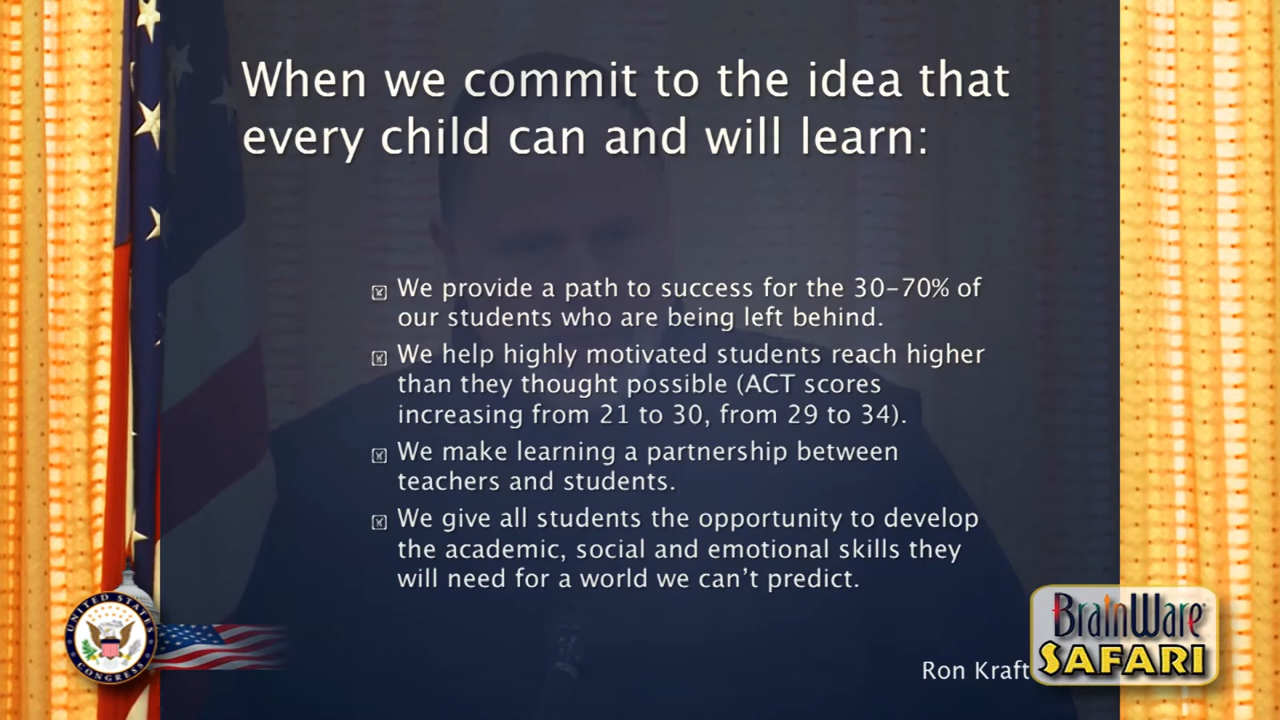 When we commit to the idea that
every child can and will learn:
We provide a path to success for the 30–70% of
our students who are being left behind.
We help highly motivated students reach higher
than they thought possible (ACT scores
increasing from 21 to 30, from 29 to 34).
We make learning a partnership between
teachers and students.
We give all students the opportunity to develop
the academic, social and emotional skills they
will need for a world we can’t predict.
UNITED STATES
CONGRESS
Ron Kraft
BrainWare
SAFARI